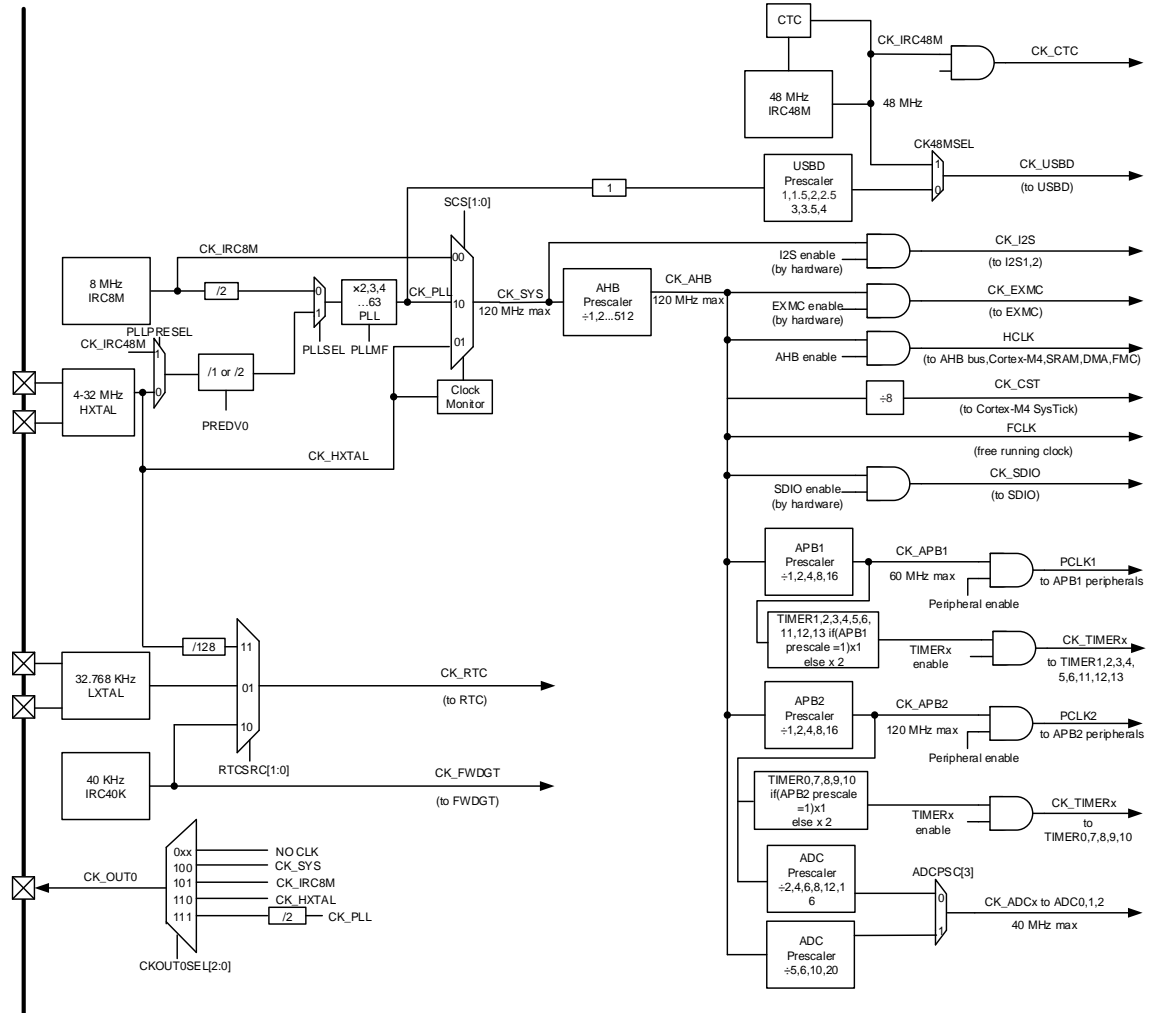 CTC
CK_IRC48M
CK_CTC
48 MHz
IRC48M
48 MHz
CK48MSEL
USBD
Prescaler
1,1.5,2,2.5
3,3.5,4
1
0
CK_USBD
(to USBD)
1
SCS[1:0]
CK_IRC8M
00
10
01
8 MHz
IRC8M
/2
0
1
PLLSEL
×2,3,4
…63
PLL
PLLMF
CK_PLL
CK_SYS
120 MHz max
AHB
Prescaler
÷1,2...512
CK_AHB
120 MHz max
I2S enable
(by hardware)
CK_I2S
(to I2S1,2)
EXMC enable
(by hardware)
CK_EXMC
(to EXMC)
AHB enable
HCLK
(to AHB bus,Cortex-M4,SRAM,DMA,FMC)
÷8
CK_CST
(to Cortex-M4 SysTick)
FCLK
(free running clock)
SDIO enable
(by hardware)
CK_SDIO
(to SDIO)
PLLPRESEL
CK_IRC48M
1
0
4-32 MHz
HXTAL
/1 or /2
PREDV0
Clock
Monitor
CK_HXTAL
APB1
Prescaler
÷1,2,4,8,16
CK_APB1
60 MHz max
Peripheral enable
PCLK1
to APB1 peripherals
TIMER1,2,3,4,5,6,
11,12,13 if(APB1
prescale =1)x1
else x 2
TIMERx
enable
CK_TIMERx
to TIMER1,2,3,4,
5,6,11,12,13
/128
11
01
10
32.768 KHz
LXTAL
CK_RTC
(to RTC)
RTCSRC[1:0]
40 KHz
IRC40K
CK_FWDGT
(to FWDGT)
APB2
Prescaler
÷1,2,4,8,16
CK_APB2
120 MHz max
Peripheral enable
PCLK2
to APB2 peripherals
TIMER0,7,8,9,10
if(APB2 prescale
=1)x1
else x 2
TIMERx
enable
CK_TIMERx
to
TIMER0,7,8,9,10
ADC
Prescaler
÷2,4,6,8,12,1
6
ADCPSC[3]
0
1
CK_ADCx to ADC0,1,2
40 MHz max
ADC
Prescaler
÷5,6,10,20
CK_OUT0
0xx
NO CLK
100
CK_SYS
101
CK_IRC8M
110
CK_HXTAL
111
/2
CK_PLL
CKOUT0SEL[2:0]